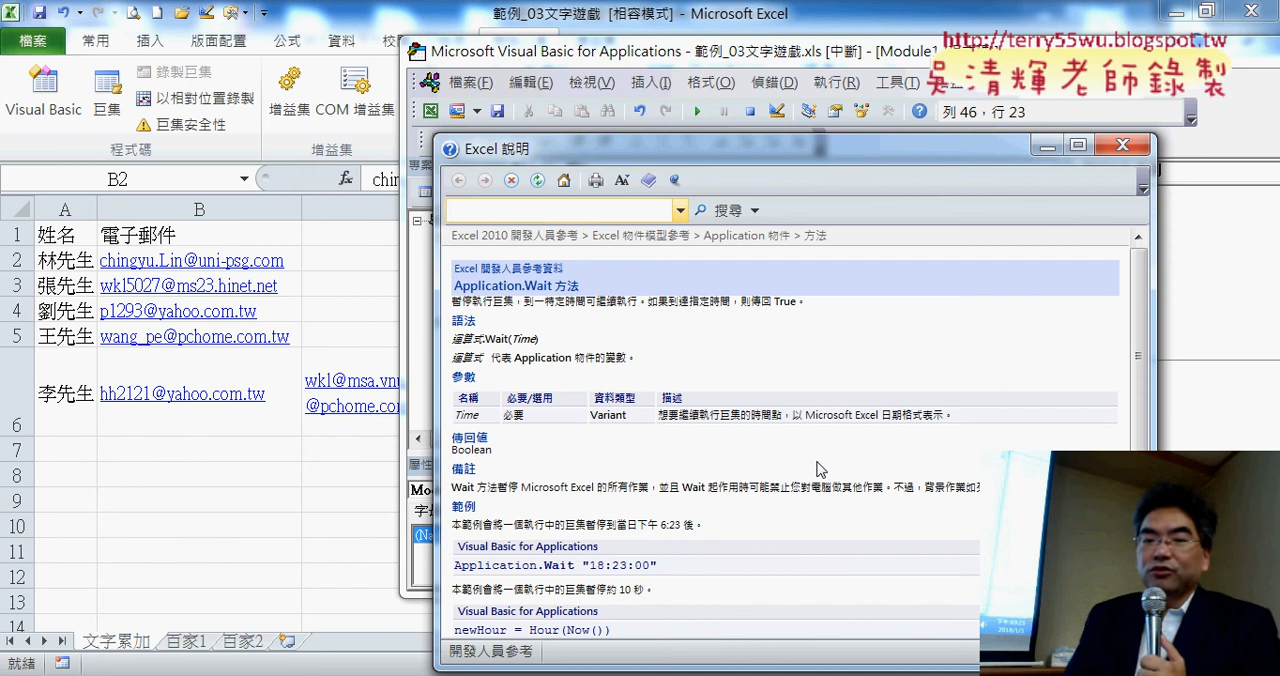 範例_03文字遊戲 [相容模式] - Microsoft Excel
檔案 常用 插入 版面配置 公式 資料
Visual Basic 巨集 錄製巨集 以相對位置錄製 巨集安全性
增益集 COM 增益集
程式碼 增益集
B2 fx
A B
1 姓名 電子郵件
2 林先生 chingyu.Lin@uni-psg.com
3 張先生 wkl5027@ms23.hinet.net
4 劉先生 p1293@yahoo.com.tw
5 王先生 wang_pe@pchome.com.tw
6 李先生 hh2121@yahoo.com.tw
7
8
9
10
11
12
13
14
文字累加 百家1 百家2
就緒
Microsoft Visual Basic for Applications - 範例_03文字遊戲.xls [中斷] - [Module1
http://terry55wu.blogspot.tw
吳清輝老師錄製
檔案(F) 編輯(E) 檢視(V) 插入(I) 格式(O) 偵錯(D) 執行(R) 工具(T)
列 46，行 23
Excel 說明
搜尋
Excel 2010 開發人員參考 > Excel 物件模型參考 > Application 物件 > 方法
Excel 開發人員參考資料
Application.Wait 方法
暫停執行巨集，到一特定時間可繼續執行。如果到達指定時間，則傳回 True。
語法
運算式.Wait(Time)
運算式 代表 Application 物件的變數。
參數
名稱 必要/選用 資料類型 描述
Time 必要 Variant 想要繼續執行巨集的時間點，以 Microsoft Excel 日期格式表示。
傳回值
Boolean
備註
Wait 方法暫停 Microsoft Excel 的所有作業，並且 Wait 起作用時可能禁止您對電腦做其他作業。不過，背景作業如
範例
本範例會將一個執行中的巨集暫停到當日下午 6:23 後。
Visual Basic for Applications
Application.Wait "18:23:00"
本範例會將一個執行中的巨集暫停約 10 秒。
Visual Basic for Applications
newHour = Hour(Now())
開發人員參考